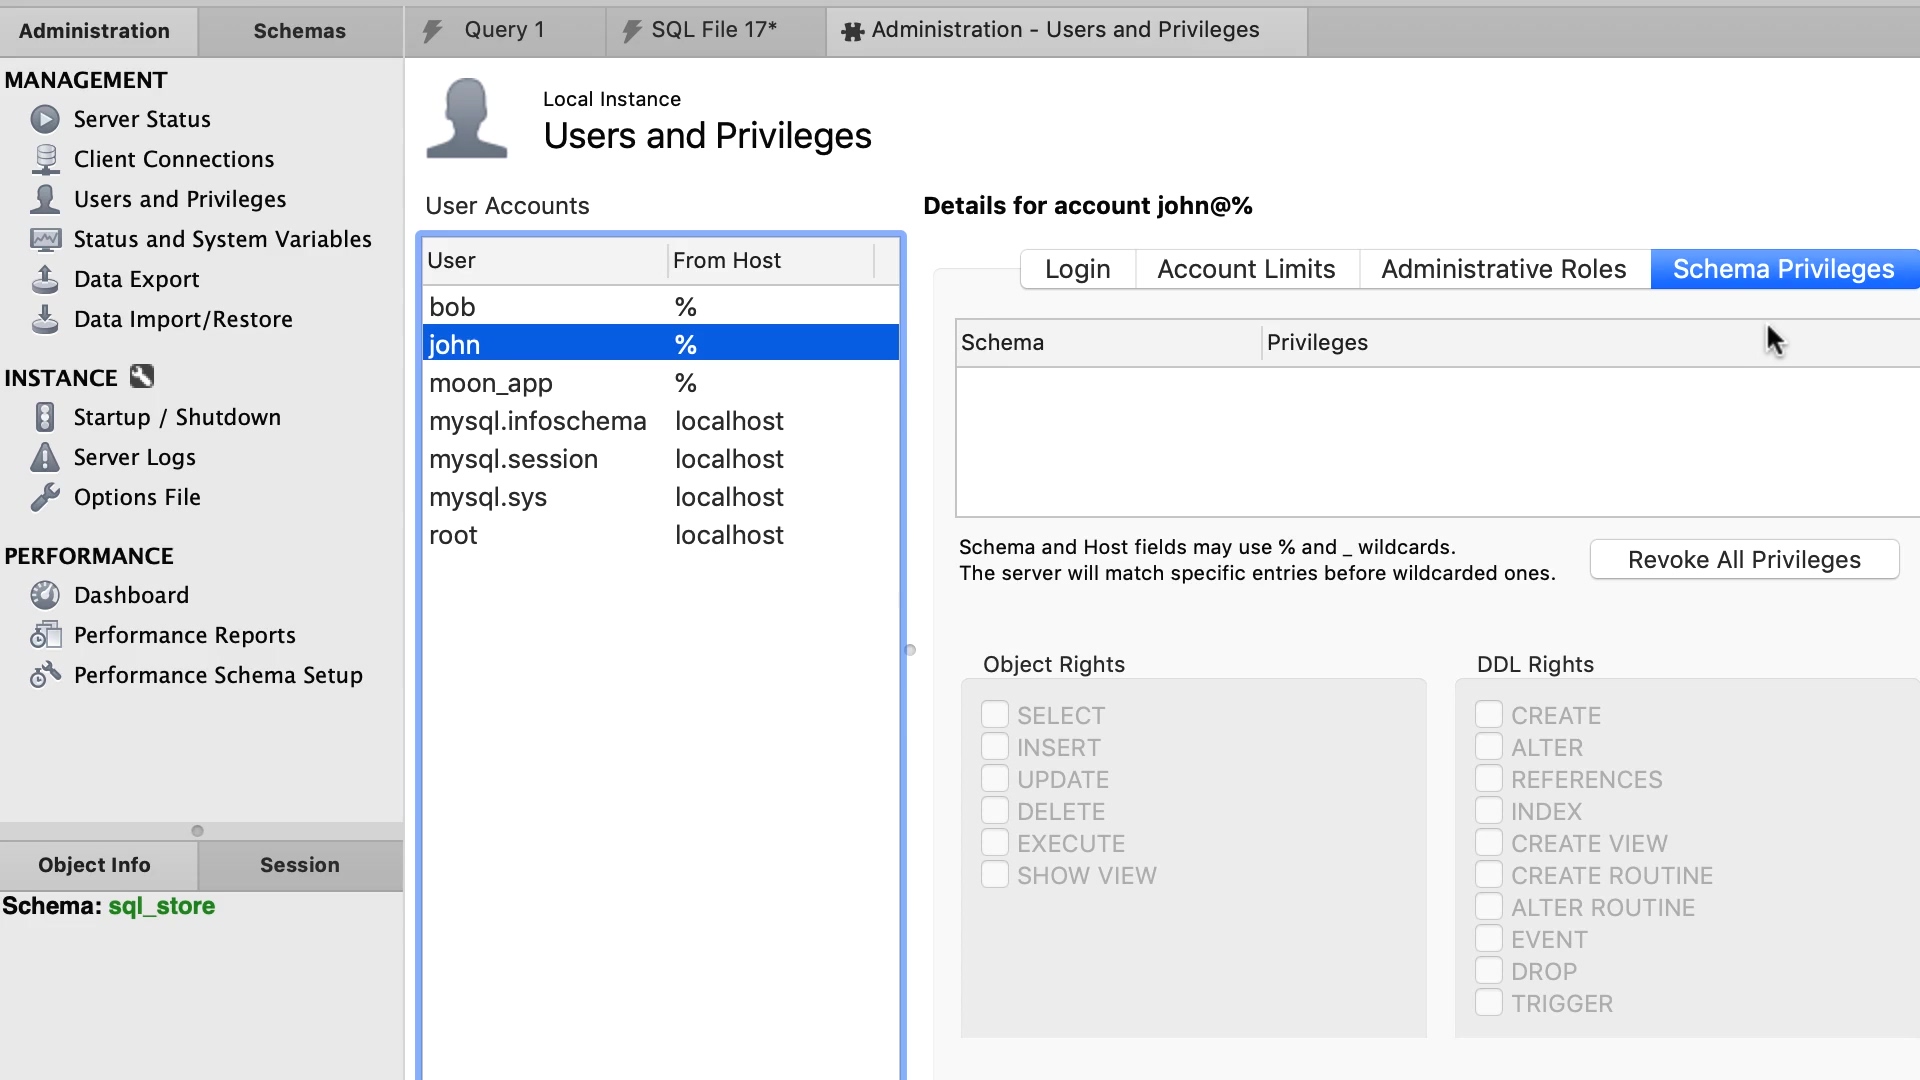 Administration
Schemas
Query 1
SQL File 17*
Administration - Users and Privileges
MANAGEMENT
Server Status
Client Connections
Users and Privileges
Status and System Variables
Data Export
Data Import/Restore
INSTANCE
Startup / Shutdown
Server Logs
Options File
PERFORMANCE
Dashboard
Performance Reports
Performance Schema Setup
Object Info
Session
Schema: sql_store
Local Instance
Users and Privileges
User Accounts
User From Host
bob %
john %
moon_app %
mysql.infoschema localhost
mysql.session localhost
mysql.sys localhost
root localhost
Details for account john@%
Login
Account Limits
Administrative Roles
Schema Privileges
Schema Privileges
Schema and Host fields may use % and _ wildcards.
The server will match specific entries before wildcarded ones.
Revoke All Privileges
Object Rights
SELECT
INSERT
UPDATE
DELETE
EXECUTE
SHOW VIEW
DDL Rights
CREATE
ALTER
REFERENCES
INDEX
CREATE VIEW
CREATE ROUTINE
ALTER ROUTINE
EVENT
DROP
TRIGGER